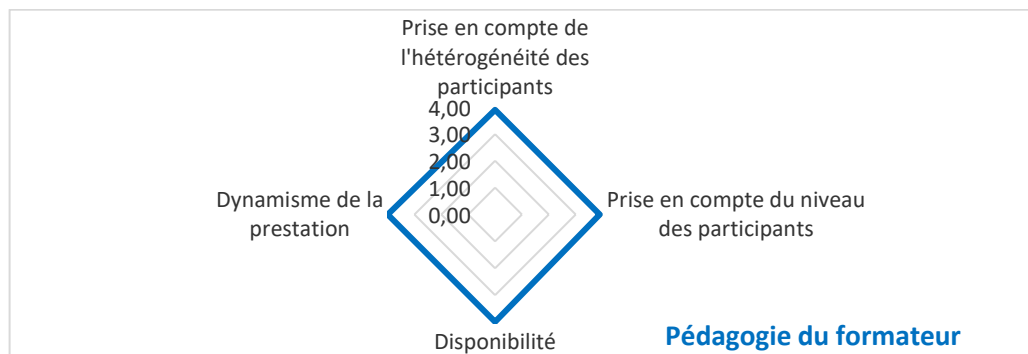 Prise en compte de
l'hétérogénéité des
participants
4,00
3,00
2,00
1,00
0,00
Dynamisme de la
prestation
Prise en compte du niveau
des participants
Disponibilité
Pédagogie du formateur